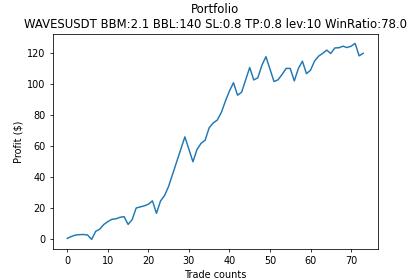 Portfolio
WAVESUSDT BBM:2.1 BBL:140 SL:0.8 TP:0.8 lev:10 WinRatio:78.0
120
100
80
60
40
20
0
Profit ($)
0 10 20 30 40 50 60 70
Trade counts